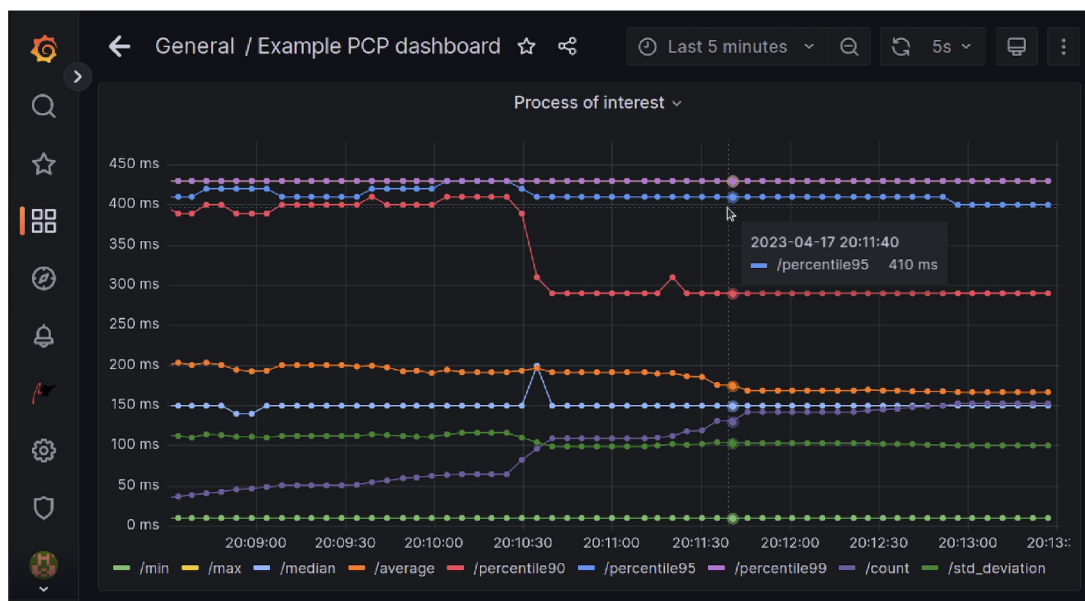 General / Example PCP dashboard
Last 5 minutes
5s
Process of interest
450 ms
400 ms
350 ms
300 ms
250 ms
200 ms
150 ms
100 ms
50 ms
0 ms
2023-04-17 20:11:40
/percentile95 410 ms
20:09:00 20:09:30 20:10:00 20:10:30 20:11:00 20:11:30 20:12:00 20:12:30 20:13:00 20:13:
/min /max /median /average /percentile90 /percentile95 /percentile99 /count /std_deviation